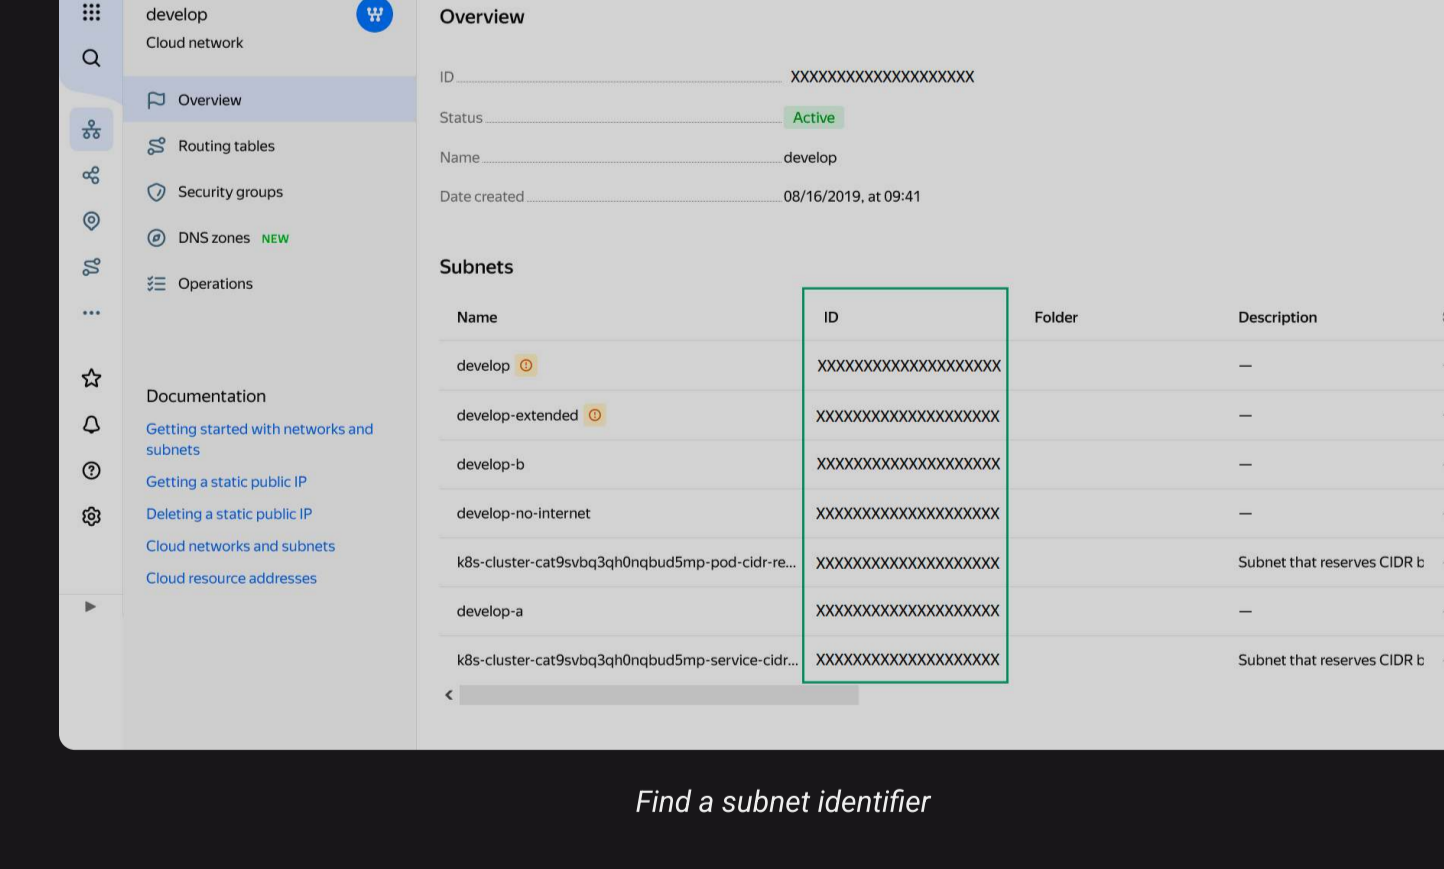 develop
Cloud network
Overview
Routing tables
Security groups
DNS zones NEW
Operations
Documentation
Getting started with networks and
subnets
Getting a static public IP
Deleting a static public IP
Cloud networks and subnets
Cloud resource addresses
Overview
ID XXXXXXXXXXXXXXXXXXXX
Status Active
Name develop
Date created 08/16/2019, at 09:41
Subnets
Name ID Folder Description
develop XXXXXXXXXXXXXXXXXXXX —
develop-extended XXXXXXXXXXXXXXXXXXXX —
develop-b XXXXXXXXXXXXXXXXXXXX —
develop-no-internet XXXXXXXXXXXXXXXXXXXX —
k8s-cluster-cat9svbq3qh0nqbud5mp-pod-cidr-re... XXXXXXXXXXXXXXXXXXXX Subnet that reserves CIDR b
develop-a XXXXXXXXXXXXXXXXXXXX —
k8s-cluster-cat9svbq3qh0nqbud5mp-service-cidr... XXXXXXXXXXXXXXXXXXXX Subnet that reserves CIDR b
Find a subnet identifier